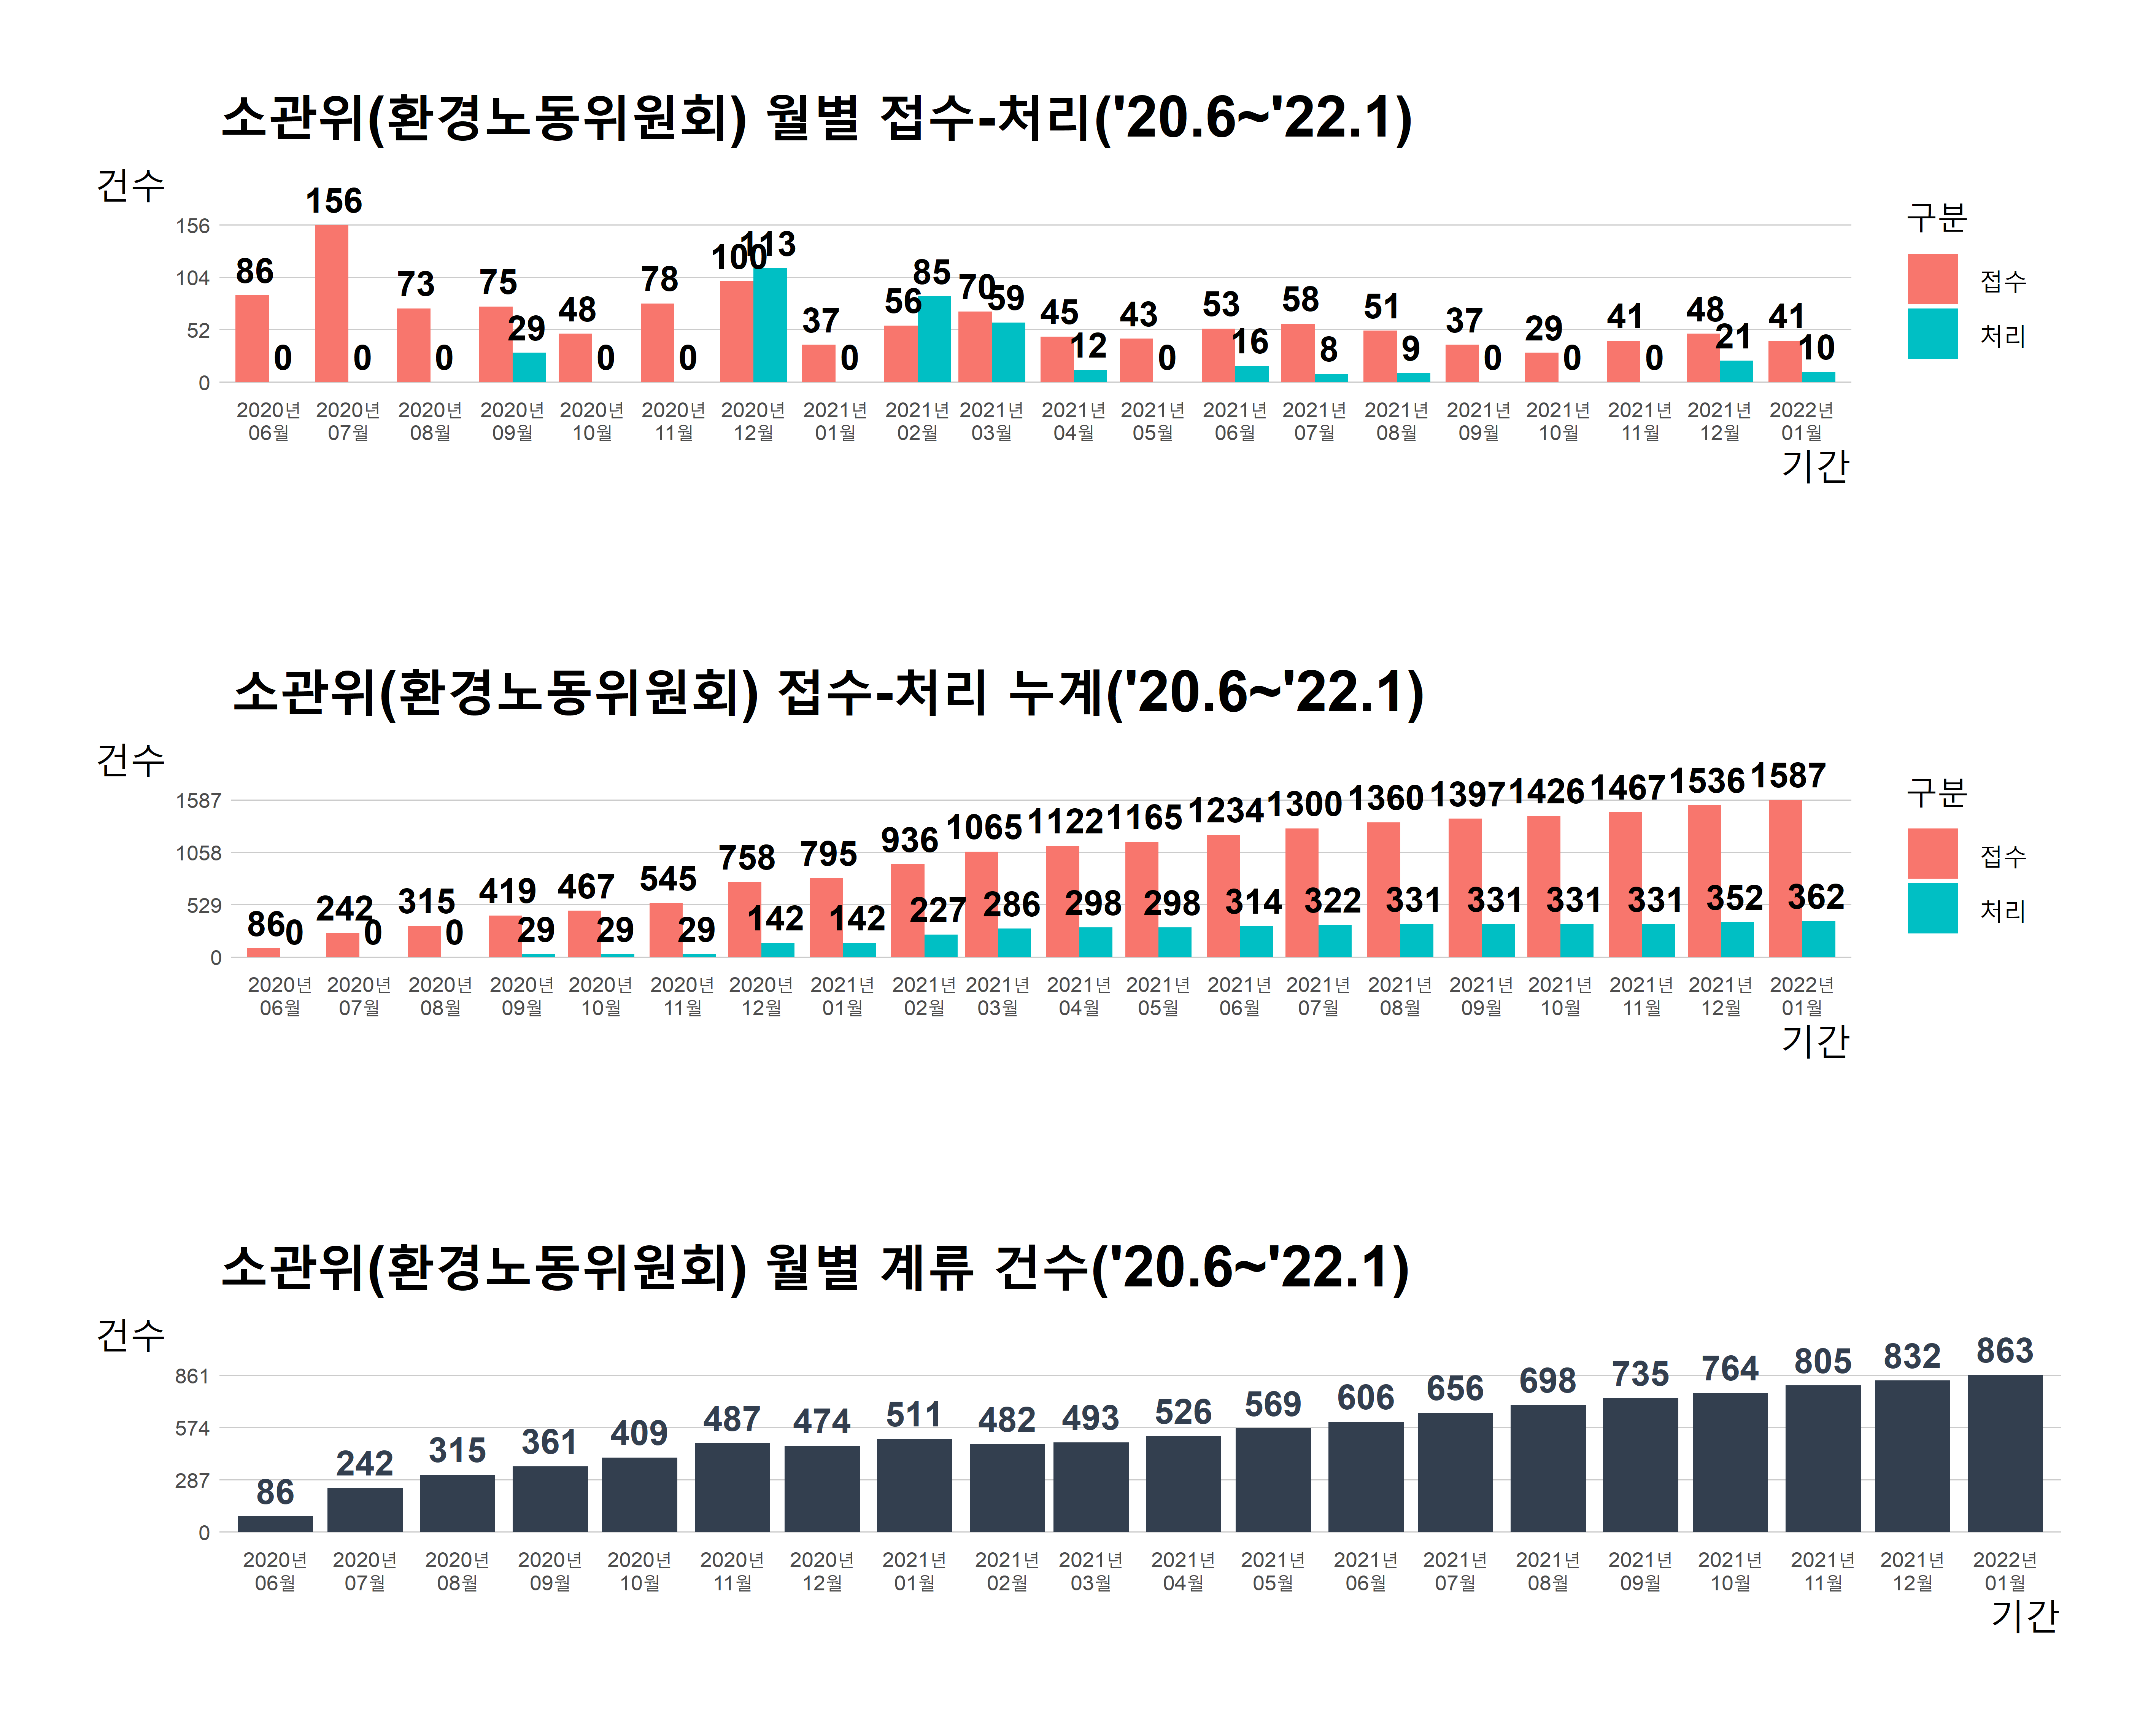 소관위(환경노동위원회) 월별 접수-처리('20.6~'22.1)
건수
156
104
52
0
86 0 156 0 73 0 75 29 48 0 78 0 100 113 37 0 56 85 70 59 45 12 43 0 53 16 58 8 51 9 37 0 29 0 41 0 48 21 41 10
2020년 2020년 2020년 2020년 2020년 2020년 2020년 2021년 2021년 2021년 2021년 2021년 2021년 2021년 2021년 2021년 2021년 2021년 2021년 2022년
06월 07월 08월 09월 10월 11월 12월 01월 02월 03월 04월 05월 06월 07월 08월 09월 10월 11월 12월 01월
기간
구분
접수
처리
소관위(환경노동위원회) 접수-처리 누계('20.6~'22.1)
건수
1587
1058
529
0
86 0 242 0 315 0 419 29 467 29 545 29 758 142 795 142 936 227 1065 286 1122 298 1165 298 1234 314 1300 322 1360 331 1397 331 1426 331 1467 331 1536 352 1587 362
2020년 2020년 2020년 2020년 2020년 2020년 2020년 2021년 2021년 2021년 2021년 2021년 2021년 2021년 2021년 2021년 2021년 2021년 2021년 2022년
06월 07월 08월 09월 10월 11월 12월 01월 02월 03월 04월 05월 06월 07월 08월 09월 10월 11월 12월 01월
기간
구분
접수
처리
소관위(환경노동위원회) 월별 계류 건수('20.6~'22.1)
건수
861
574
287
0
86 242 315 361 409 487 474 511 482 493 526 569 606 656 698 735 764 805 832 863
2020년 2020년 2020년 2020년 2020년 2020년 2020년 2021년 2021년 2021년 2021년 2021년 2021년 2021년 2021년 2021년 2021년 2021년 2021년 2022년
06월 07월 08월 09월 10월 11월 12월 01월 02월 03월 04월 05월 06월 07월 08월 09월 10월 11월 12월 01월
기간